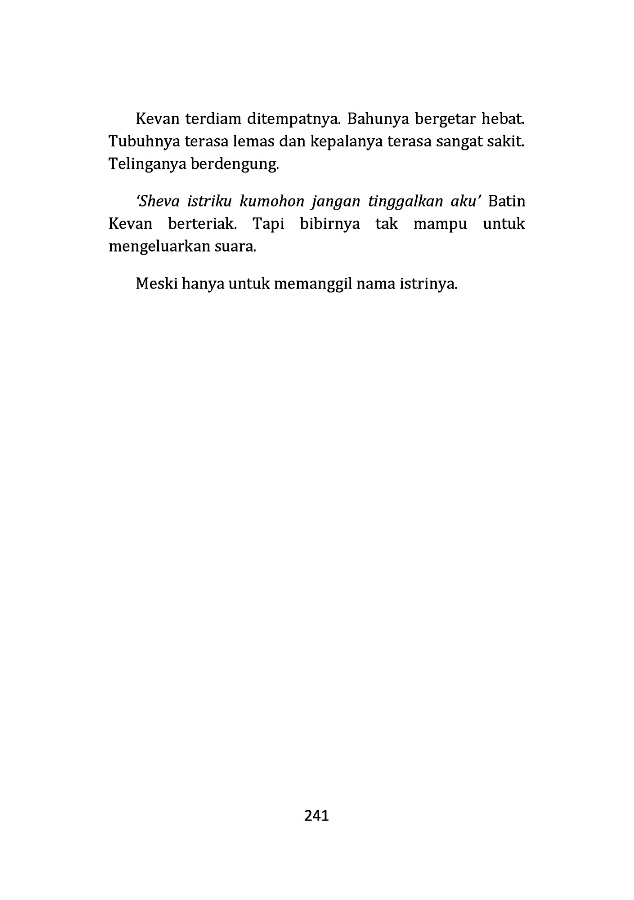 Kevan terdiam ditempatnya. Bahunya bergetar hebat.
Tubuhnya terasa lemas dan kepalanya terasa sangat sakit.
Telinganya berdengung.
‘Sheva istriku kumohon jangan tinggalkan aku’ Batin
Kevan berteriak. Tapi bibirnya tak mampu untuk
mengeluarkan suara.
Meski hanya untuk memanggil nama istrinya.
241